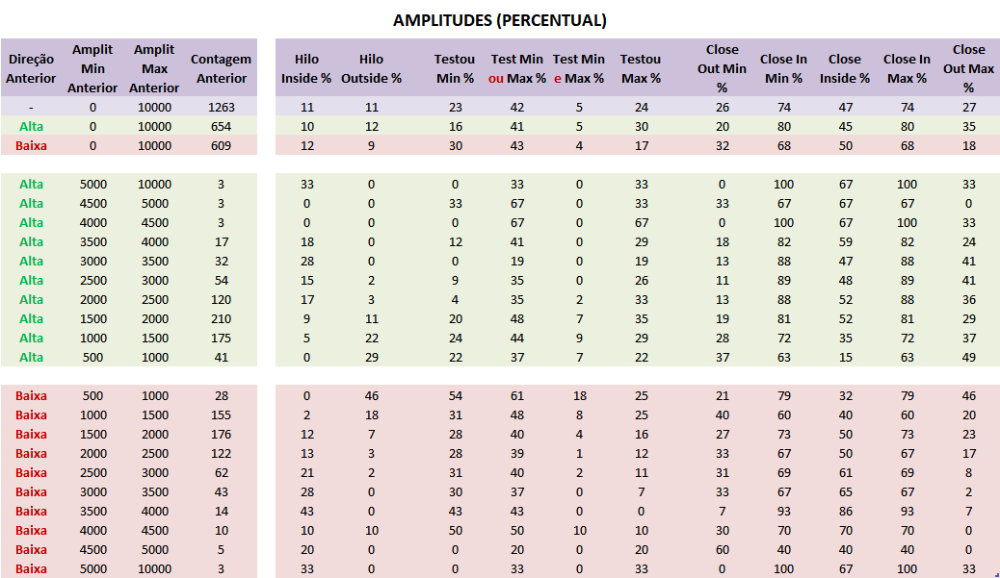 AMPLITUDES (PERCENTUAL)
Direção Anterior Amplit Min Anterior Amplit Max Anterior Contagem Anterior Hilo Inside % Hilo Outside % Testou Min % Test Min ou Max % Test Min e Max % Testou Max % Close Out Min % Close In Min % Close Inside % Close In Max % Close Out Max %
- 0 10000 1263 11 11 23 42 5 24 26 74 47 74 27
Alta 0 10000 654 10 12 16 41 5 30 20 80 45 80 35
Baixa 0 10000 609 12 9 30 43 4 17 32 68 50 68 18
Alta 5000 10000 3 33 0 0 33 0 33 0 100 67 100 33
Alta 4500 5000 3 0 0 33 67 0 33 33 67 67 67 0
Alta 4000 4500 3 0 0 0 67 0 67 0 100 67 100 33
Alta 3500 4000 17 18 0 12 41 0 29 18 82 59 82 24
Alta 3000 3500 32 28 0 0 19 0 19 13 88 47 88 41
Alta 2500 3000 54 15 2 9 35 0 26 11 89 48 89 41
Alta 2000 2500 120 17 3 4 35 2 33 13 88 52 88 36
Alta 1500 2000 210 9 11 20 48 7 35 19 81 52 81 29
Alta 1000 1500 175 5 22 24 44 9 29 28 72 35 72 37
Alta 500 1000 41 0 29 22 37 7 22 37 63 15 63 49
Baixa 500 1000 28 0 46 54 61 18 25 21 79 32 79 46
Baixa 1000 1500 155 2 18 31 48 8 25 40 60 40 60 20
Baixa 1500 2000 176 12 7 28 40 4 16 27 73 50 73 23
Baixa 2000 2500 122 13 3 28 39 1 12 33 67 50 67 17
Baixa 2500 3000 62 21 2 31 40 2 11 31 69 61 69 8
Baixa 3000 3500 43 28 0 30 37 0 7 33 67 65 67 2
Baixa 3500 4000 14 43 0 43 43 0 0 7 93 86 93 7
Baixa 4000 4500 10 10 10 50 50 10 10 30 70 70 70 0
Baixa 4500 5000 5 20 0 0 20 0 20 60 40 40 40 0
Baixa 5000 10000 3 33 0 0 33 0 33 0 100 67 100 33